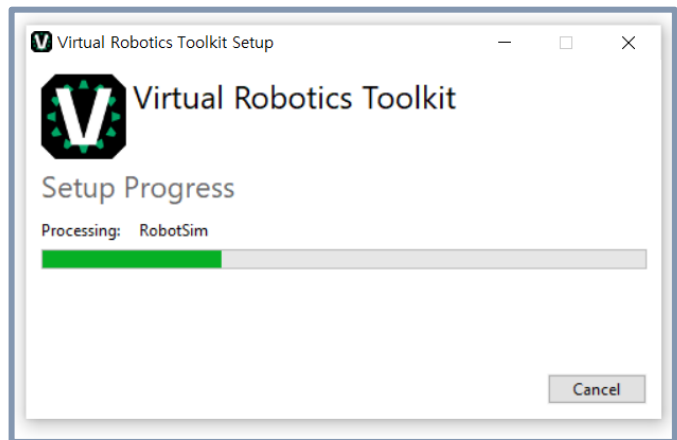 Virtual Robotics Toolkit Setup
V Virtual Robotics Toolkit
Setup Progress
Processing: RobotSim
Cancel